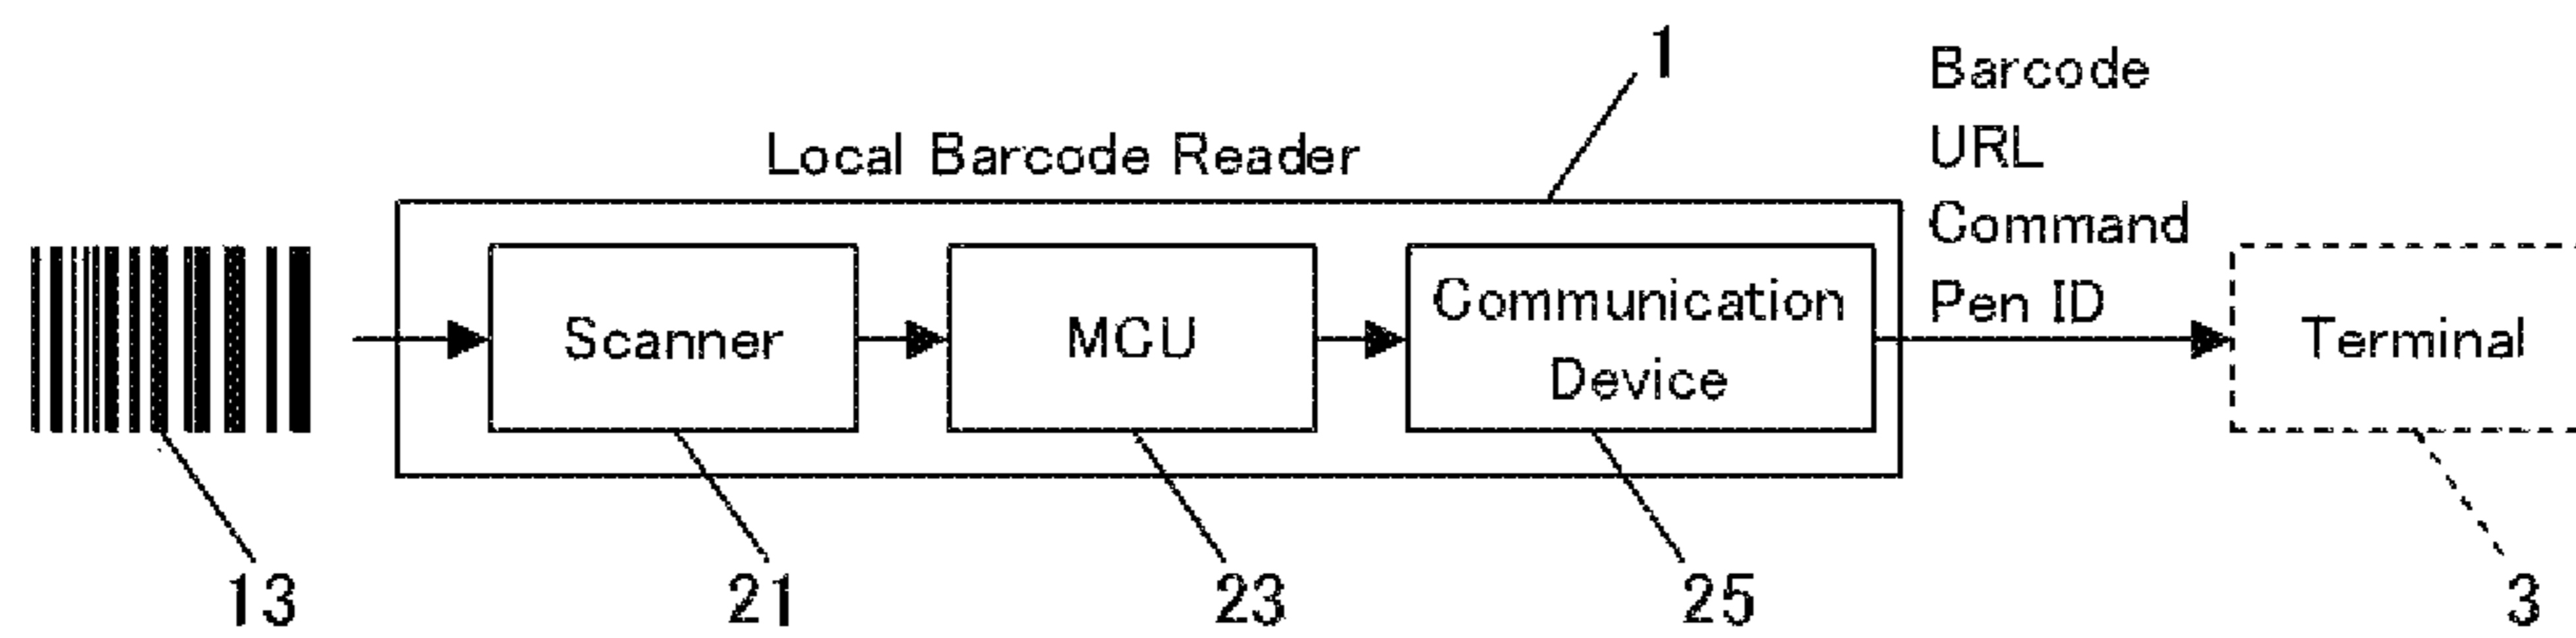 1
Barcode
URL
Command
Pen ID
Local Barcode Reader
Scanner
MCU
Communication
Device
Terminal
13
21
23
25
3